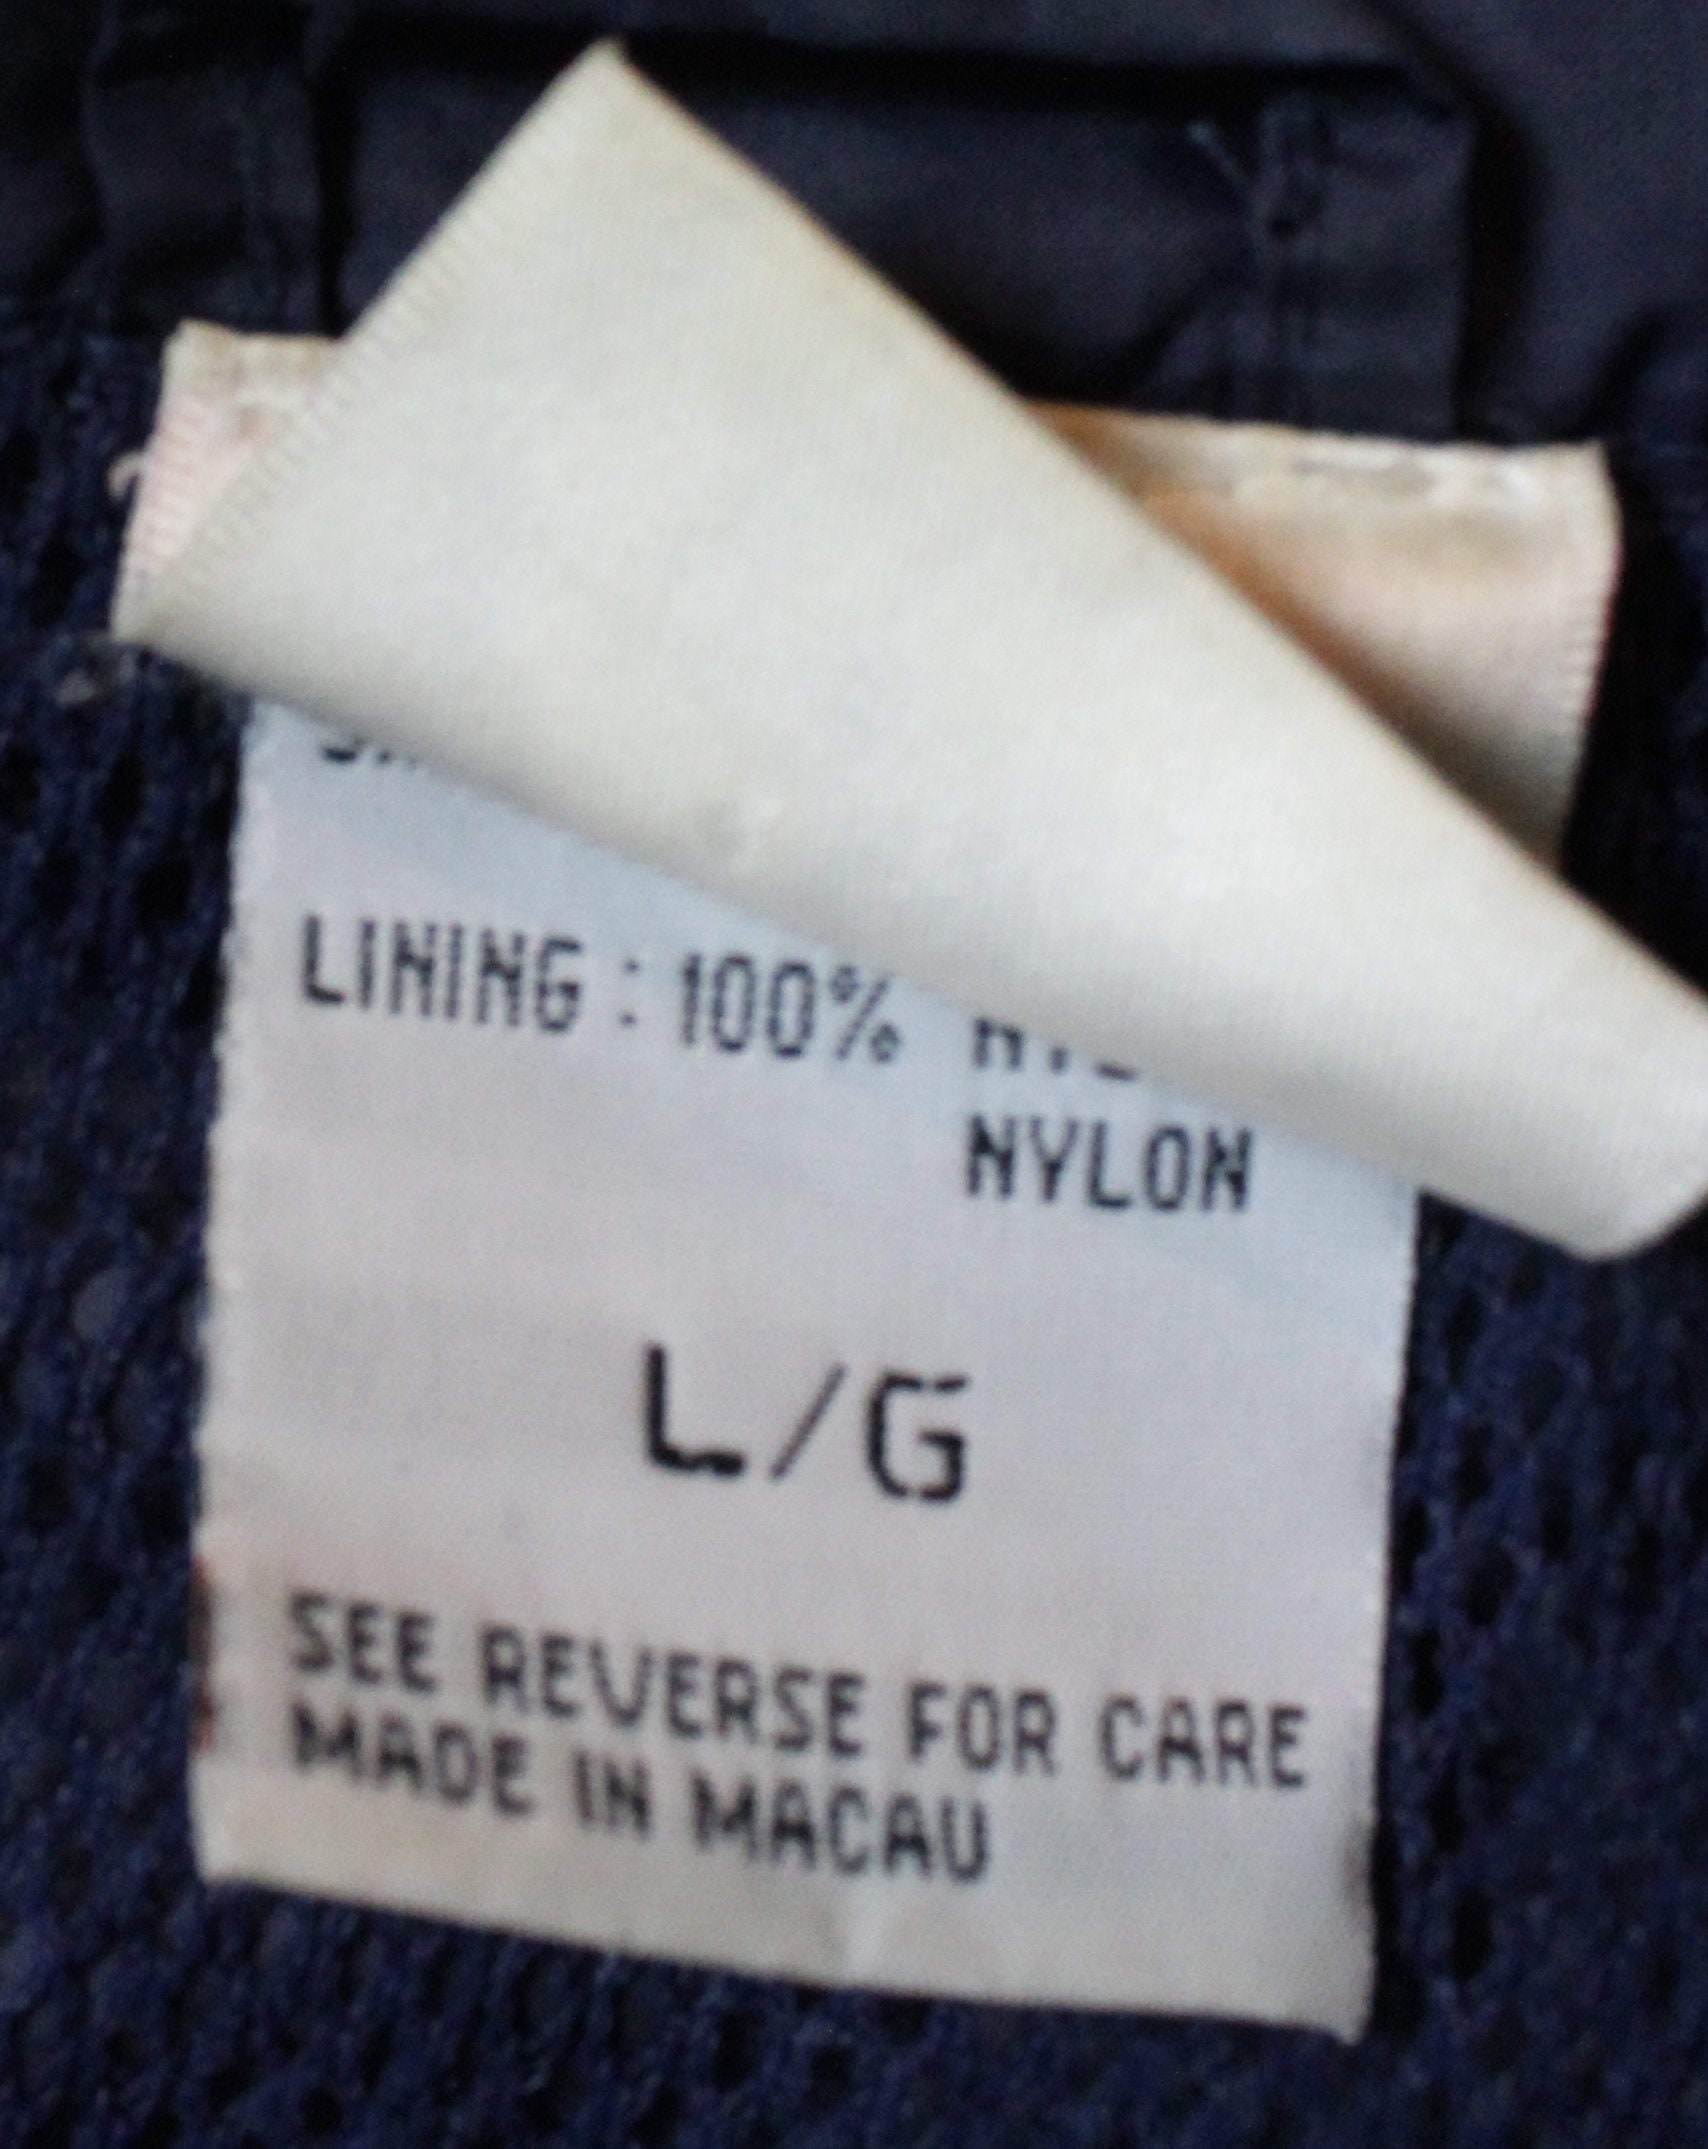 LINING : 100%
NYLON
L/G
SEE REVERSE FOR CARE
MADE IN MACAU